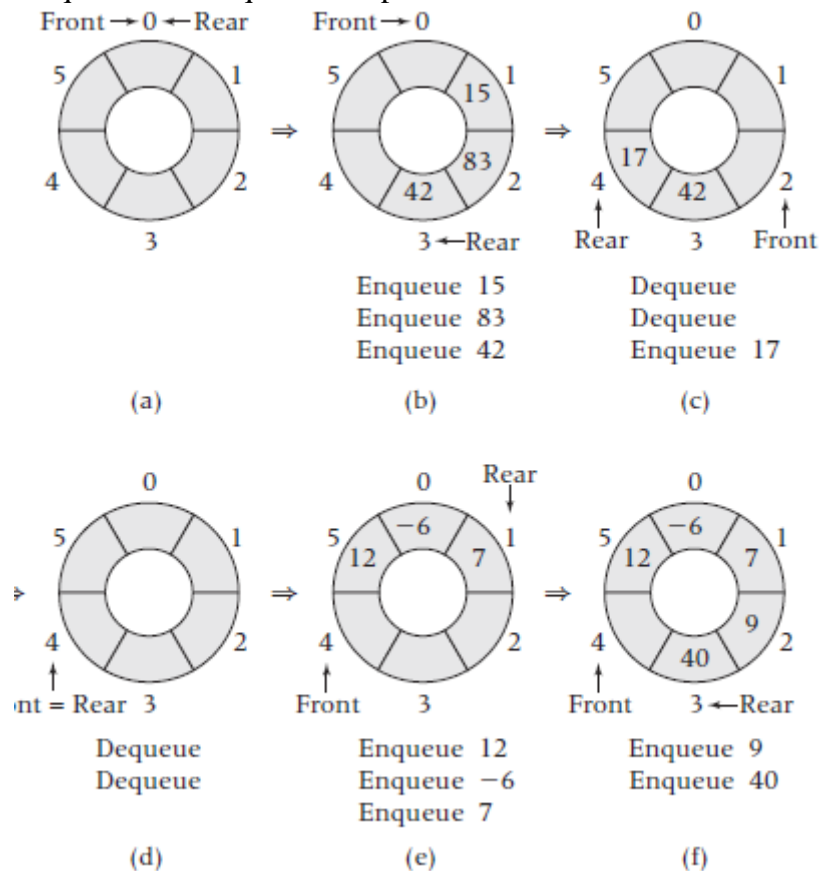 Front → 0 ← Rear
5 1
4 2
3
(a)
⇒
Front → 0
5 1
15
83
42
4 2
3 ← Rear
Enqueue 15
Enqueue 83
Enqueue 42
(b)
⇒
0
5 1
17
42
4 2
Rear 3 Front
Dequeue
Dequeue
Enqueue 17
(c)
0
5 1
4 2
nt = Rear 3
Dequeue
Dequeue
(d)
⇒
0 Rear
5 1
12 −6 7
4 2
Front 3
Enqueue 12
Enqueue −6
Enqueue 7
(e)
⇒
0
5 1
12 −6 7
9
40
4 2
Front 3 ← Rear
Enqueue 9
Enqueue 40
(f)